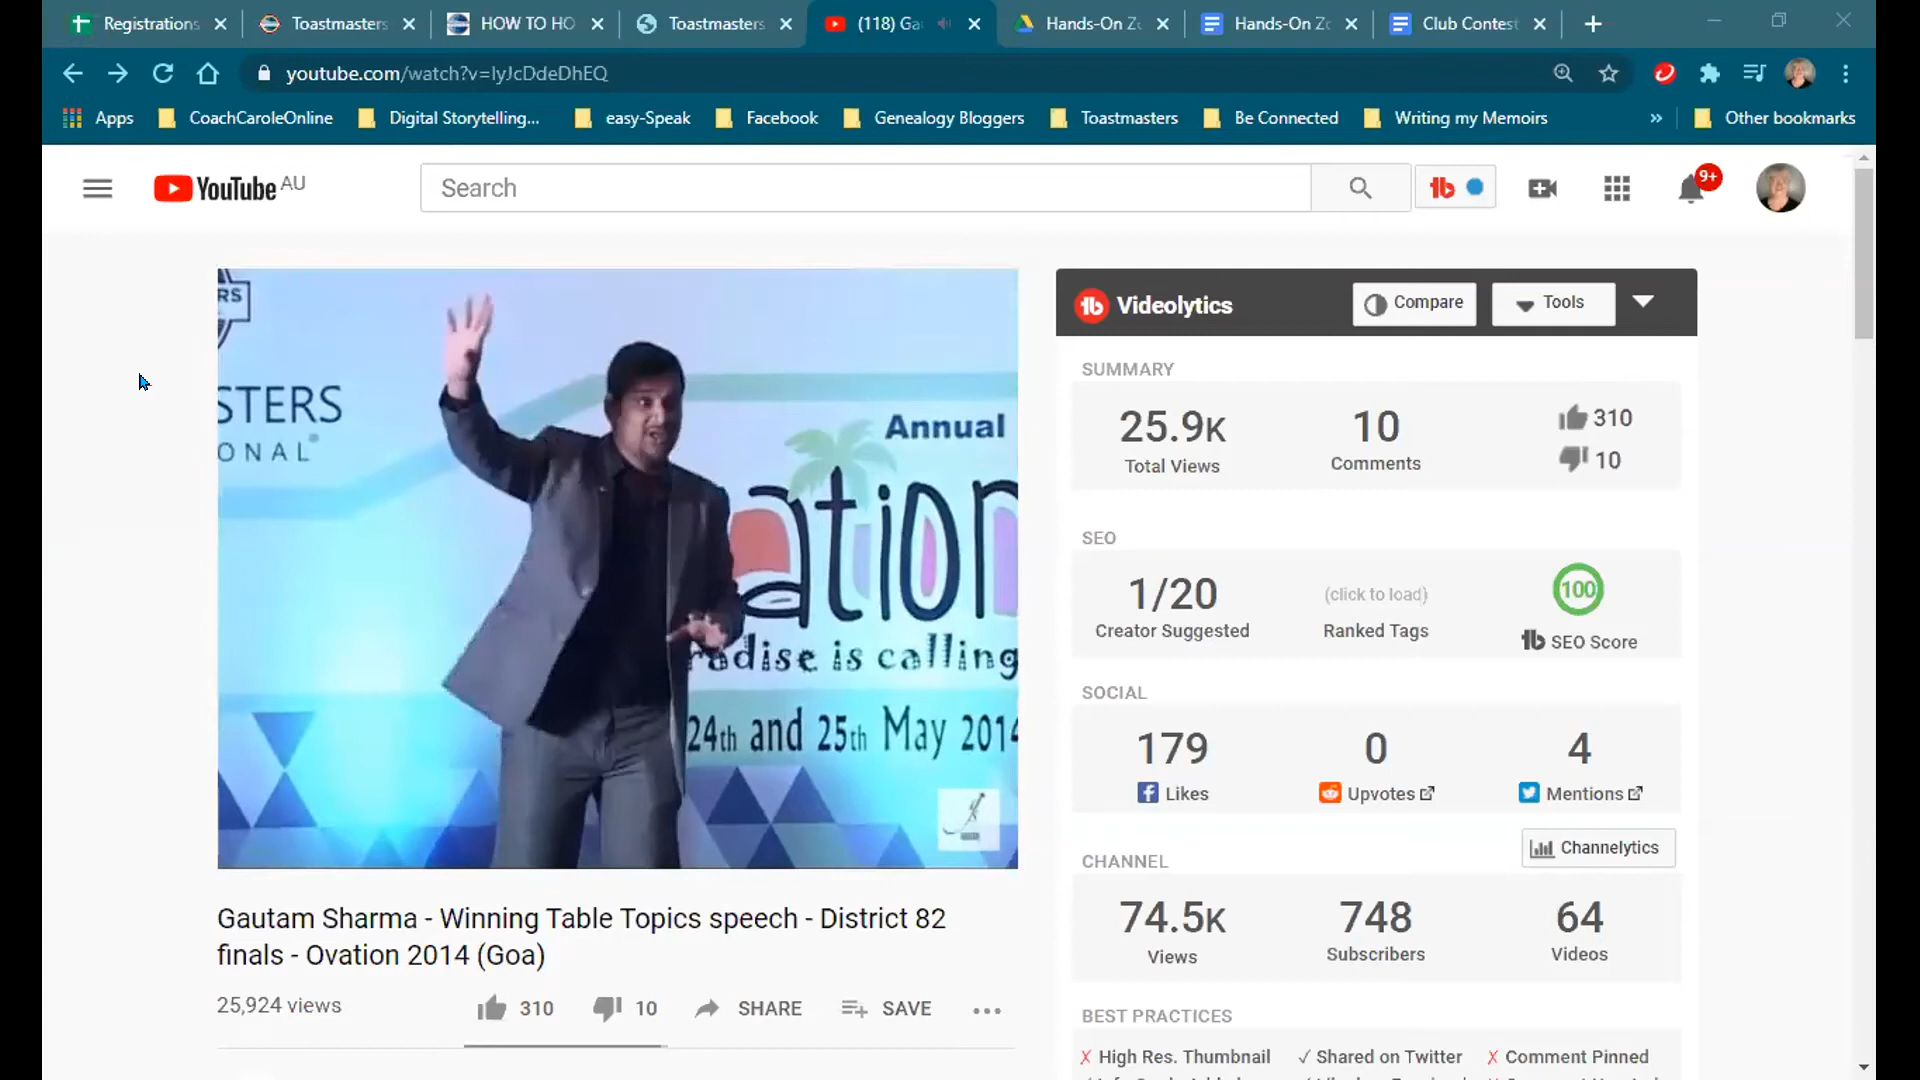 Registrations
Toastmasters
HOW TO HO
Toastmasters
(118) Ga
Hands-On Zo
Hands-On Zo
Club Contest
youtube.com/watch?v=IyJcDdeDhEQ
Apps
CoachCaroleOnline
Digital Storytelling...
easy-Speak
Facebook
Genealogy Bloggers
Toastmasters
Be Connected
Writing my Memoirs
»
Other bookmarks
YouTube AU
Search
9+
RS
STERS
IONAL
Annual
ation
radise is calling
24th and 25th May 2014
Videolytics
Compare
Tools
SUMMARY
25.9K
Total Views
10
Comments
310
10
SEO
1/20
Creator Suggested
(click to load)
Ranked Tags
100
SEO Score
SOCIAL
179
Likes
0
Upvotes
4
Mentions
CHANNEL
Channelytics
74.5K
Views
748
Subscribers
64
Videos
BEST PRACTICES
✗ High Res. Thumbnail
✓ Shared on Twitter
✗ Comment Pinned
Gautam Sharma - Winning Table Topics speech - District 82
finals - Ovation 2014 (Goa)
25,924 views
310
10
SHARE
SAVE